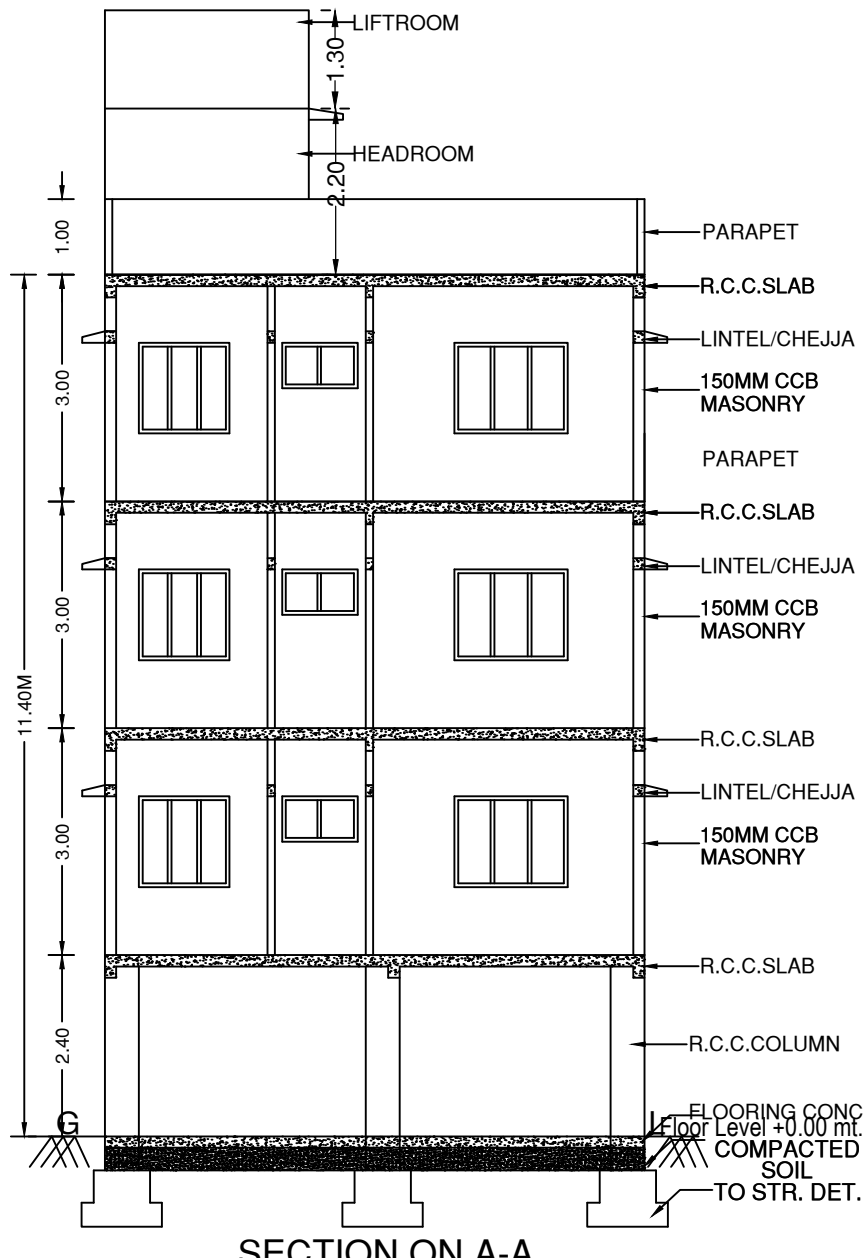 LIFTROOM
1.30
HEADROOM
2.20
1.00
PARAPET
R.C.C.SLAB
LINTEL/CHEJJA
3.00
150MM CCB
MASONRY
PARAPET
R.C.C.SLAB
LINTEL/CHEJJA
3.00
150MM CCB
MASONRY
11.40M
R.C.C.SLAB
LINTEL/CHEJJA
3.00
150MM CCB
MASONRY
R.C.C.SLAB
2.40
R.C.C.COLUMN
G
L
FLOORING CONC
Floor Level +0.00 mt.
COMPACTED
SOIL
TO STR. DET.
SECTION ON A-A